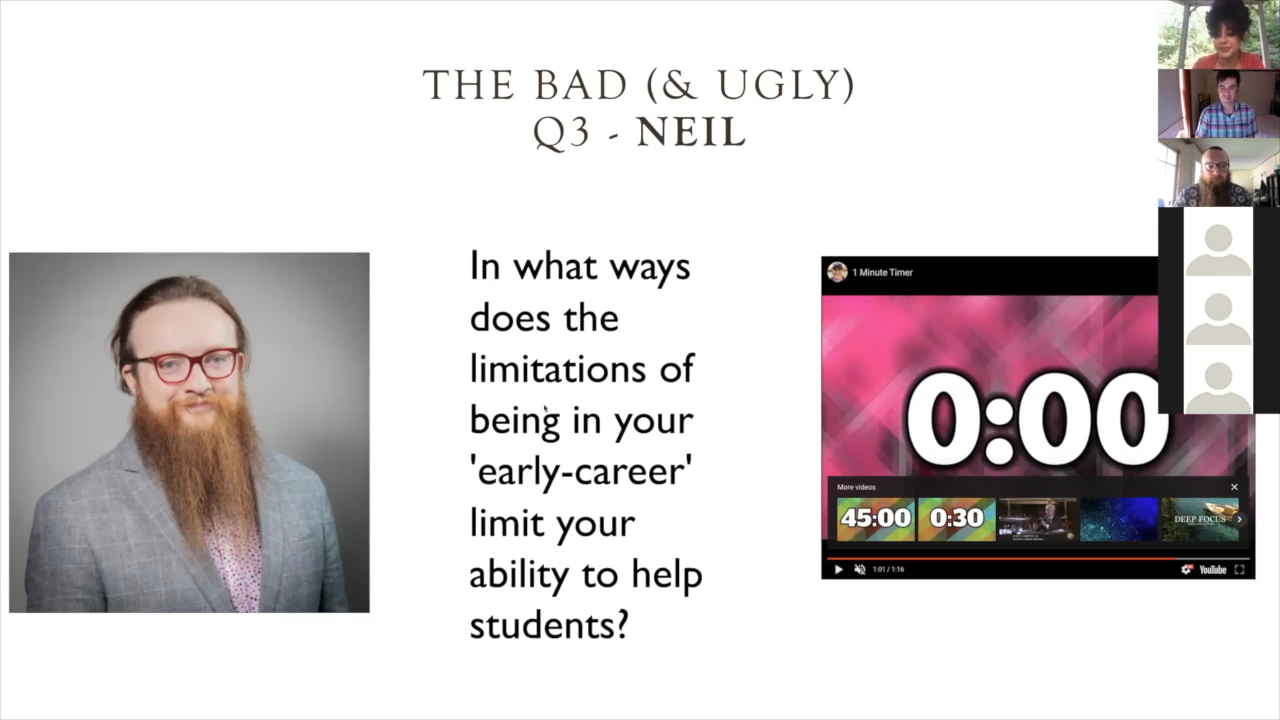 THE BAD (& UGLY)
Q3 - NEIL
In what ways
does the
limitations of
being in your
'early-career'
limit your
ability to help
students?
1 Minute Timer
0:00
More videos
45:00
0:30
DEEP FOCUS
1:01 / 1:16
YouTube